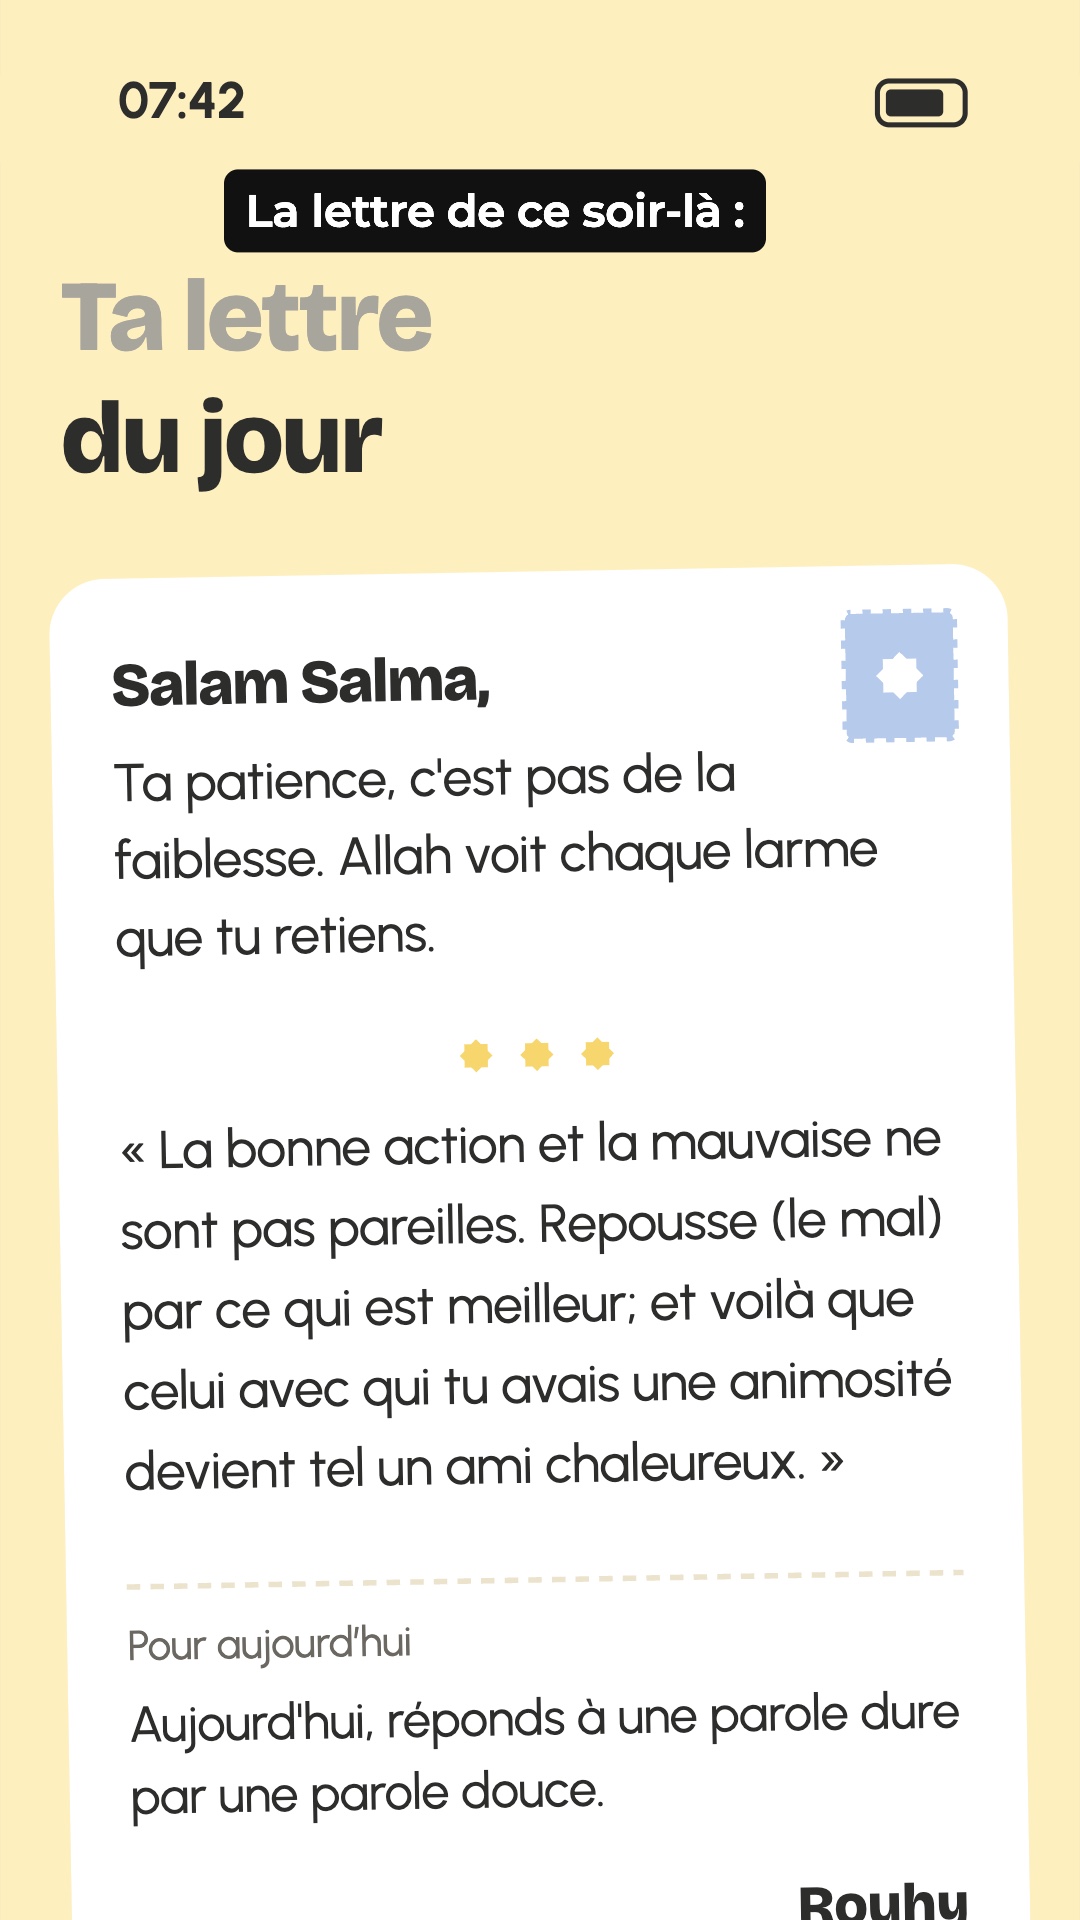 07:42
La lettre de ce soir-là :
Ta lettre
du jour
Salam Salma,
Ta patience, c'est pas de la
faiblesse. Allah voit chaque larme
que tu retiens.
« La bonne action et la mauvaise ne
sont pas pareilles. Repousse (le mal)
par ce qui est meilleur; et voilà que
celui avec qui tu avais une animosité
devient tel un ami chaleureux. »
Pour aujourd'hui
Aujourd'hui, réponds à une parole dure
par une parole douce.
Rouhy